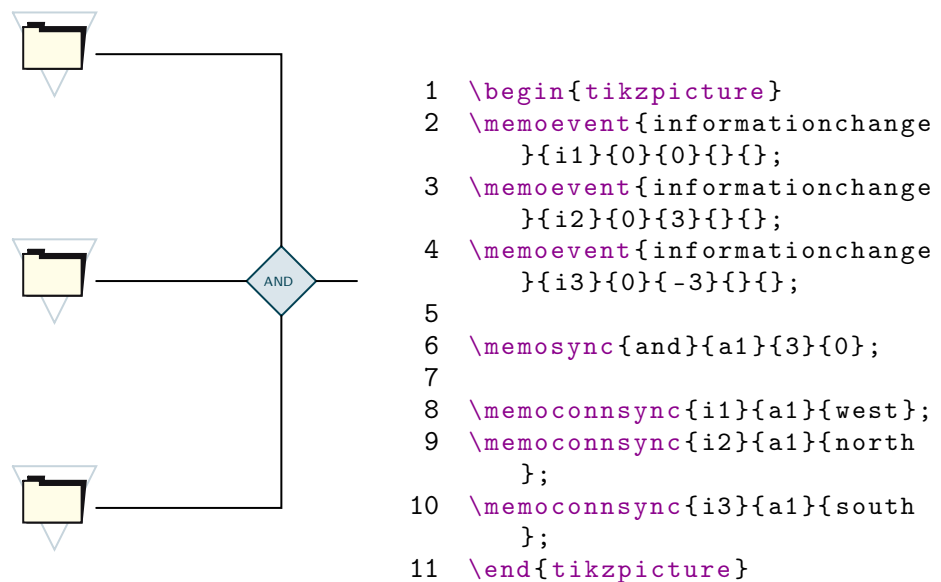 AND
1 \begin{tikzpicture}
2 \memoevent{informationchange
}{i1}{0}{0}{}{};
3 \memoevent{informationchange
}{i2}{0}{3}{}{};
4 \memoevent{informationchange
}{i3}{0}{-3}{}{};
5
6 \memosync{and}{a1}{3}{0};
7
8 \memoconnsync{i1}{a1}{west};
9 \memoconnsync{i2}{a1}{north
};
10 \memoconnsync{i3}{a1}{south
};
11 \end{tikzpicture}